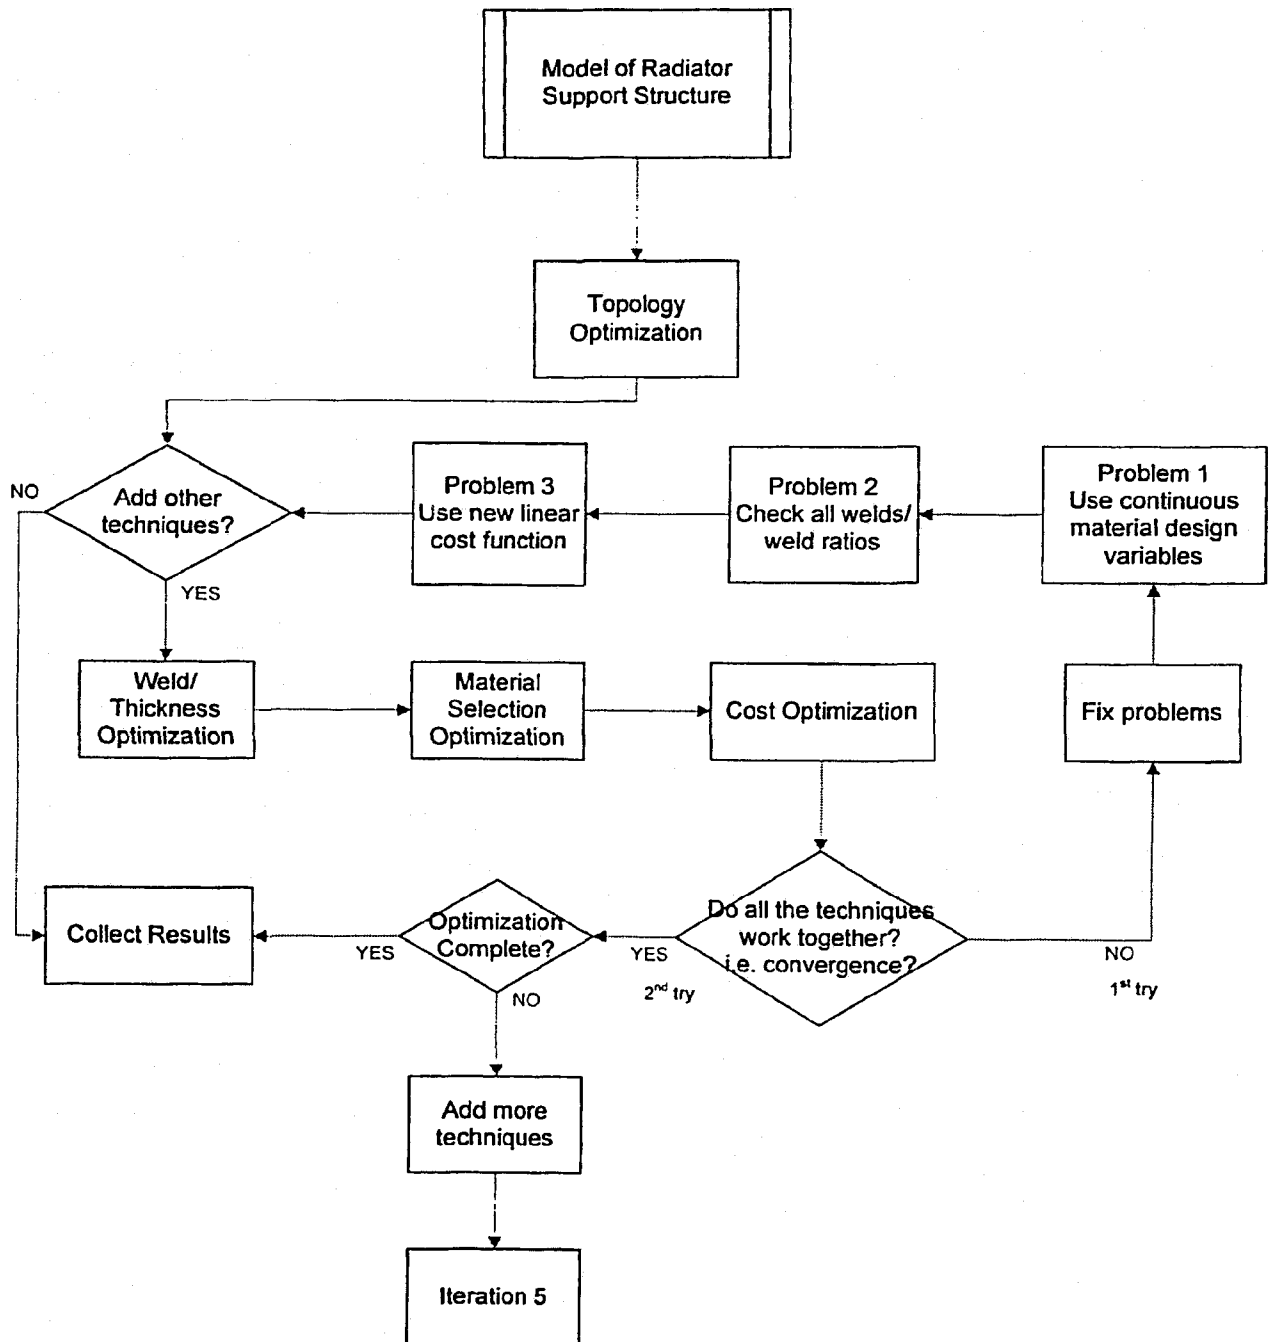 Model of Radiator
Support Structure
Topology
Optimization
NO
Add other
techniques?
YES
Problem 3
Use new linear
cost function
Problem 2
Check all welds/
weld ratios
Problem 1
Use continuous
material design
variables
Weld/
Thickness
Optimization
Material
Selection
Optimization
Cost Optimization
Fix problems
Collect Results
YES
Optimization
Complete?
NO
YES
2nd try
Do all the techniques
work together?
i.e. convergence?
NO
1st try
Add more
techniques
Iteration 5